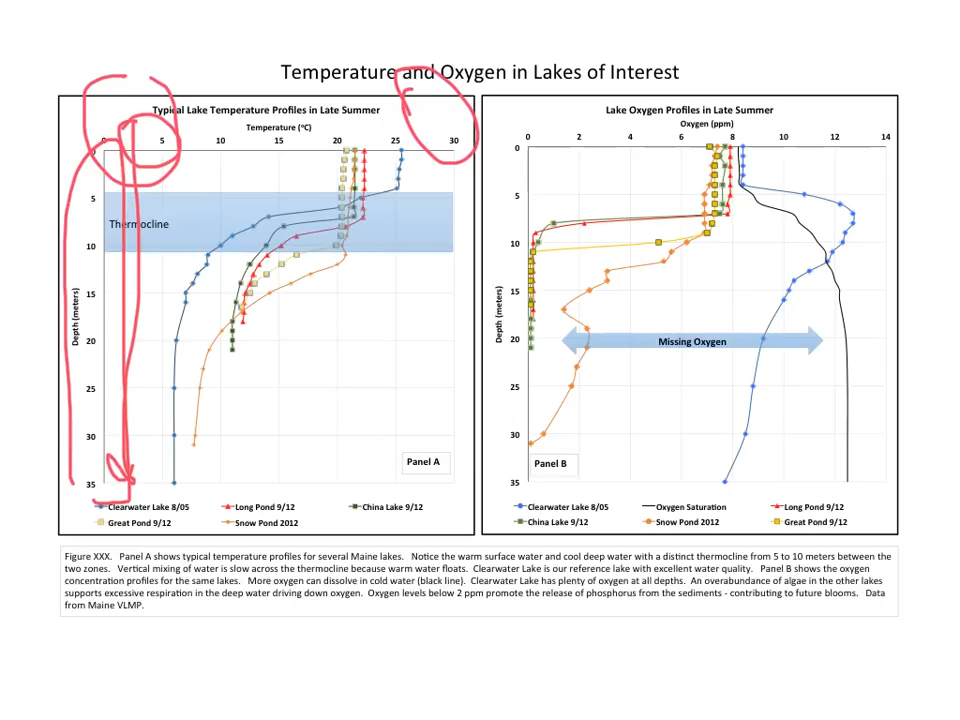 Temperature and Oxygen in Lakes of Interest
Typical Lake Temperature Profiles in Late Summer
Temperature (°C)
0 5 10 15 20 25 30
0
5
10
15
20
25
30
35
Depth (meters)
Thermocline
Panel A
Clearwater Lake 8/05 Long Pond 9/12 China Lake 9/12
Great Pond 9/12 Snow Pond 2012
Lake Oxygen Profiles in Late Summer
Oxygen (ppm)
0 2 4 6 8 10 12 14
0
5
10
15
20
25
30
35
Depth (meters)
Missing Oxygen
Panel B
Clearwater Lake 8/05 Oxygen Saturation Long Pond 9/12
China Lake 9/12 Snow Pond 2012 Great Pond 9/12
Figure XXX. Panel A shows typical temperature profiles for several Maine lakes. Notice the warm surface water and cool deep water with a distinct thermocline from 5 to 10 meters between the
two zones. Vertical mixing of water is slow across the thermocline because warm water floats. Clearwater Lake is our reference lake with excellent water quality. Panel B shows the oxygen
concentration profiles for the same lakes. More oxygen can dissolve in cold water (black line). Clearwater Lake has plenty of oxygen at all depths. An overabundance of algae in the other lakes
supports excessive respiration in the deep water driving down oxygen. Oxygen levels below 2 ppm promote the release of phosphorus from the sediments - contributing to future blooms. Data
from Maine VLMP.